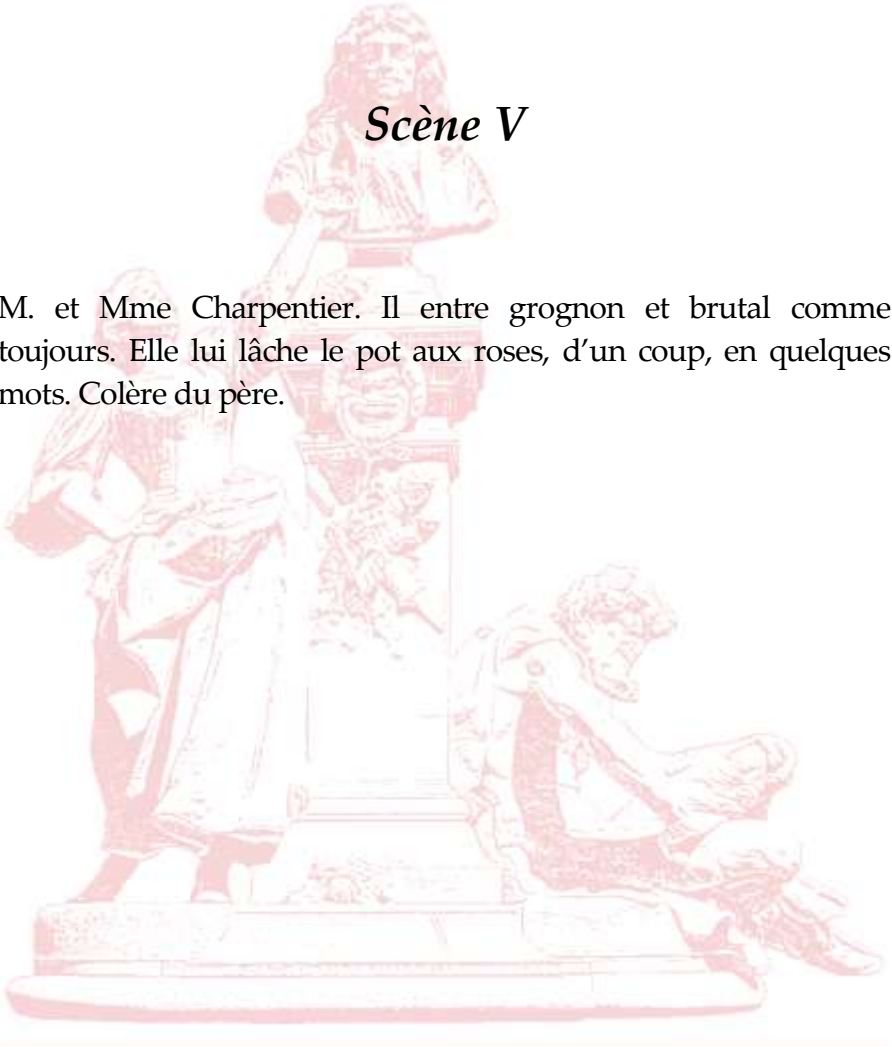 Scène V
M. et Mme Charpentier. Il entre grognon et brutal comme
toujours. Elle lui lâche le pot aux roses, d’un coup, en quelques
mots. Colère du père.